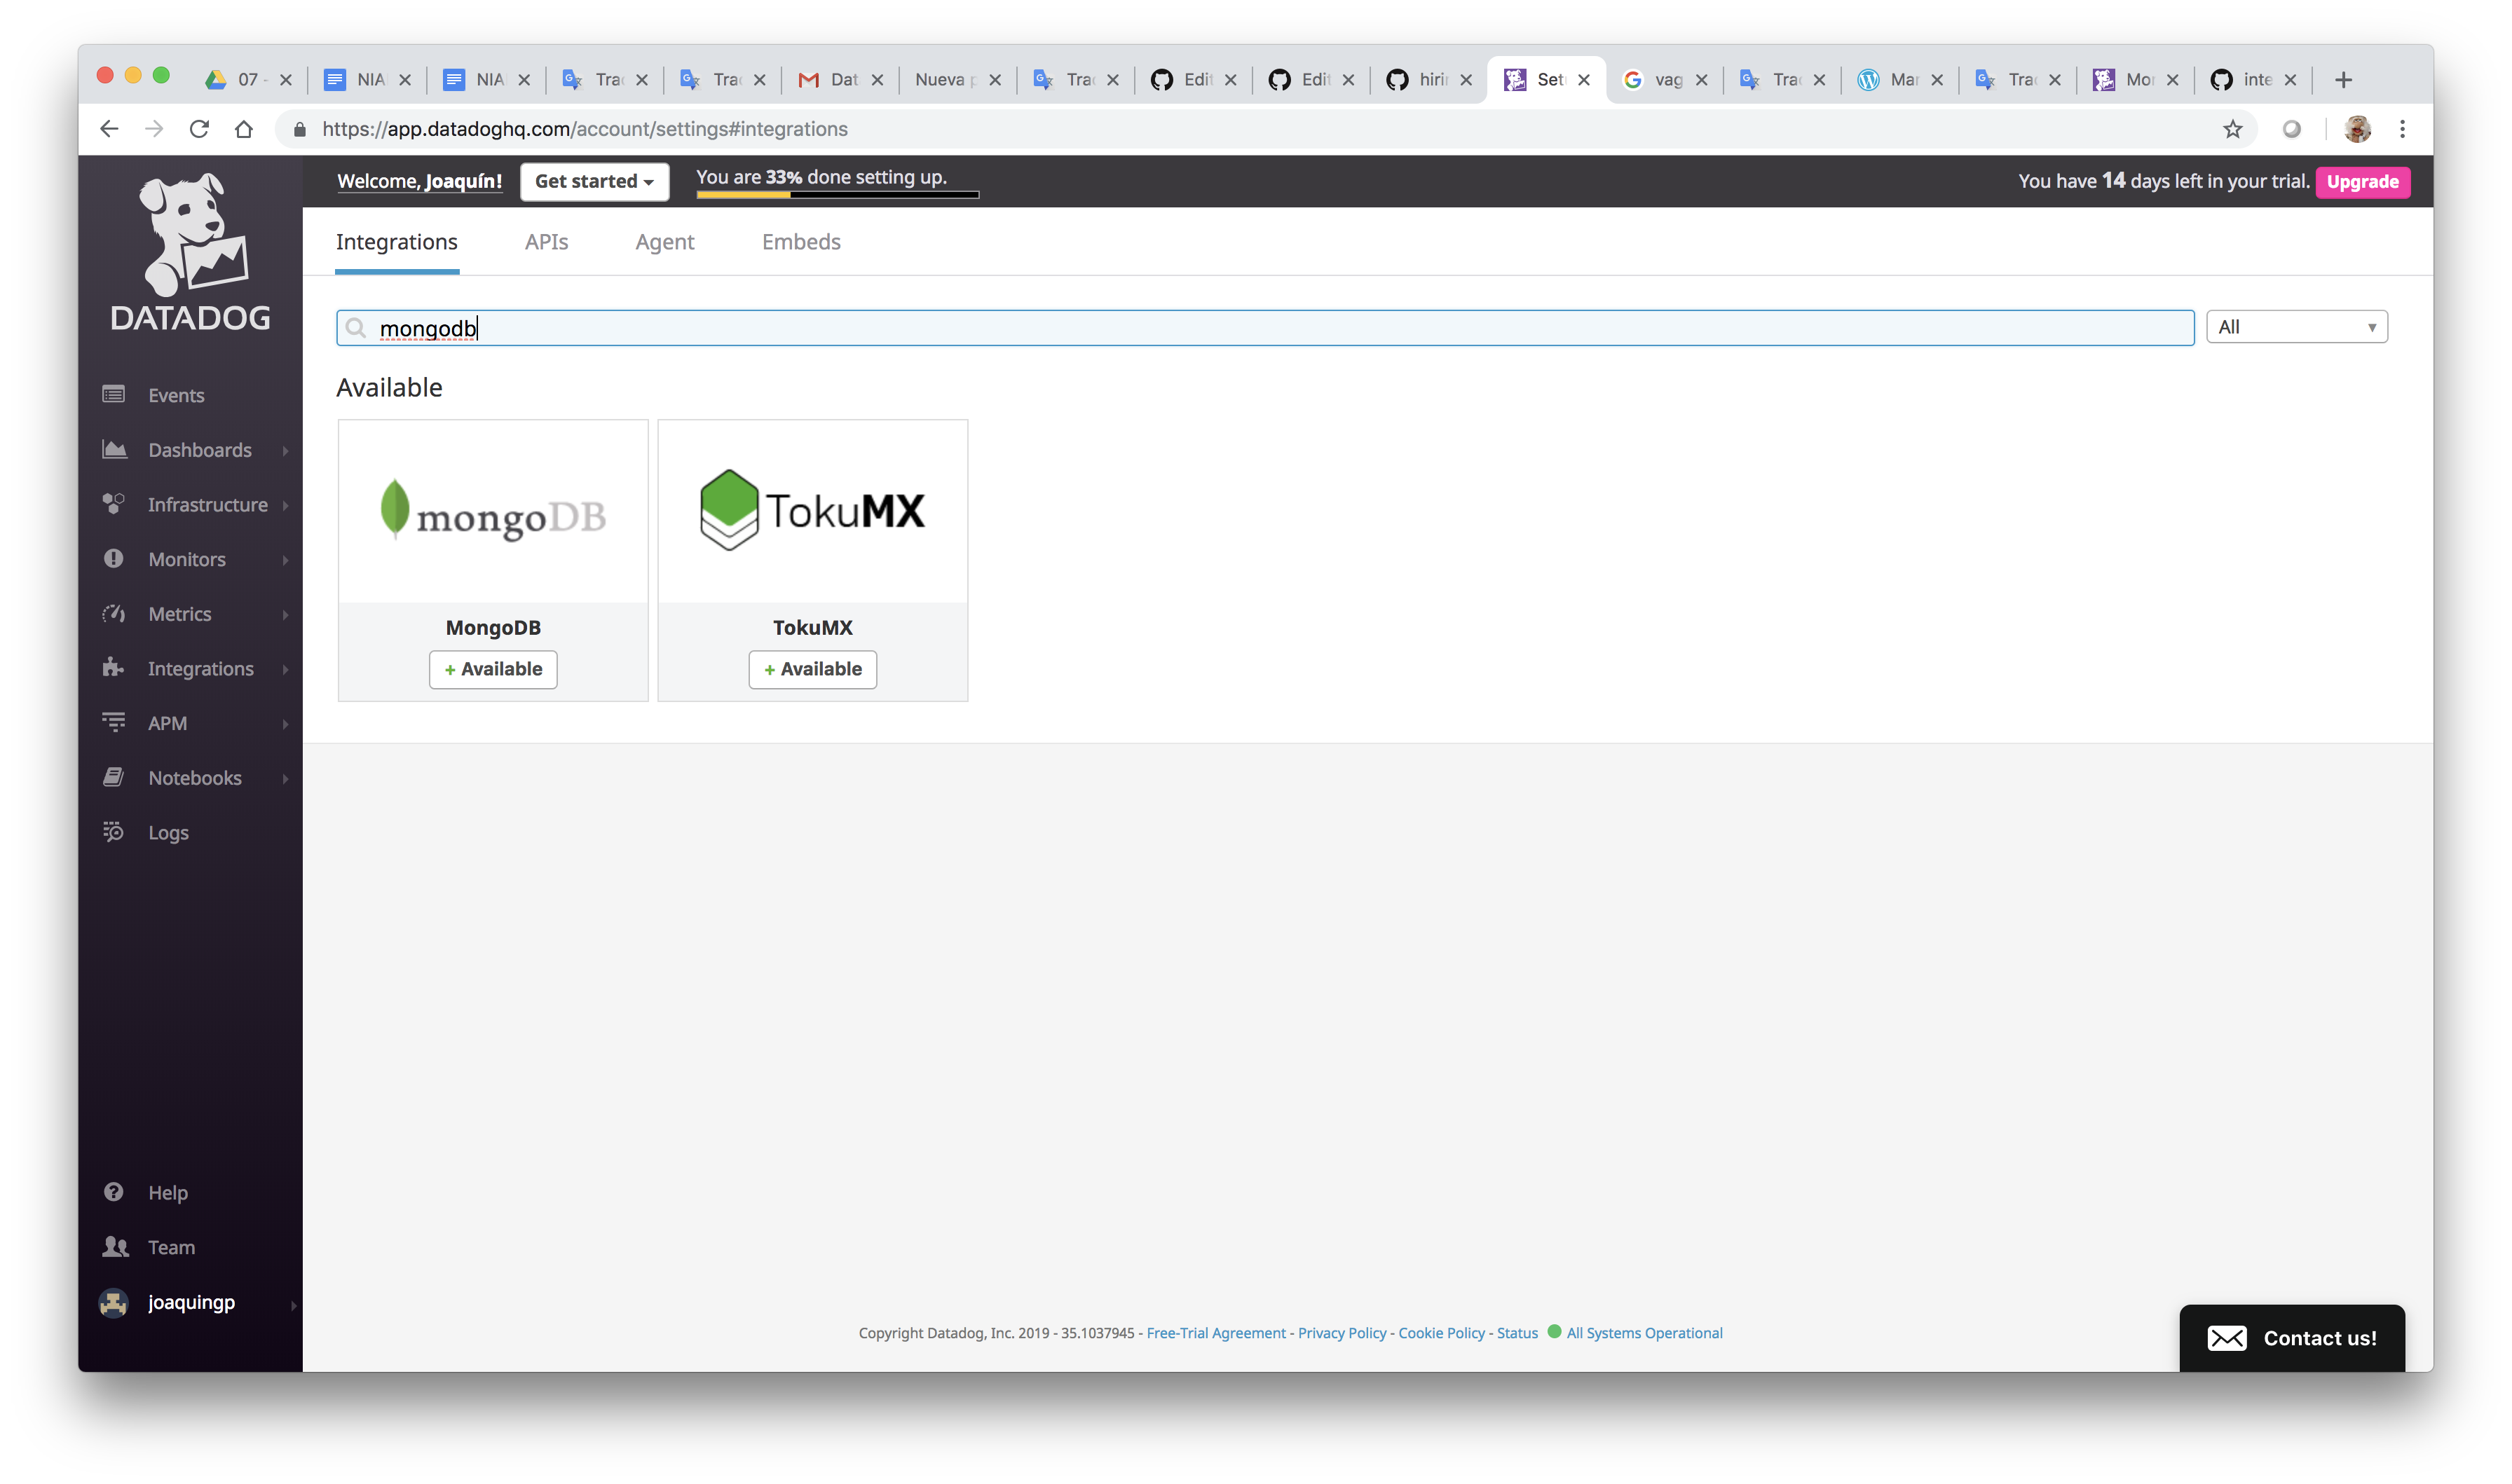 07 - NIA NIA Tra Tra Dat Nueva p Tra Edit Edit hirin Set vag Tra Mar Tra Mon inte
https://app.datadoghq.com/account/settings#integrations
Welcome, Joaquín! Get started You are 33% done setting up. You have 14 days left in your trial. Upgrade
DATADOG
Integrations APIs Agent Embeds
mongodb All
Available
mongoDB TokuMX
MongoDB TokuMX
+ Available + Available
Events
Dashboards
Infrastructure
Monitors
Metrics
Integrations
APM
Notebooks
Logs
Help
Team
joaquingp
Copyright Datadog, Inc. 2019 - 35.1037945 - Free-Trial Agreement - Privacy Policy - Cookie Policy - Status All Systems Operational
Contact us!